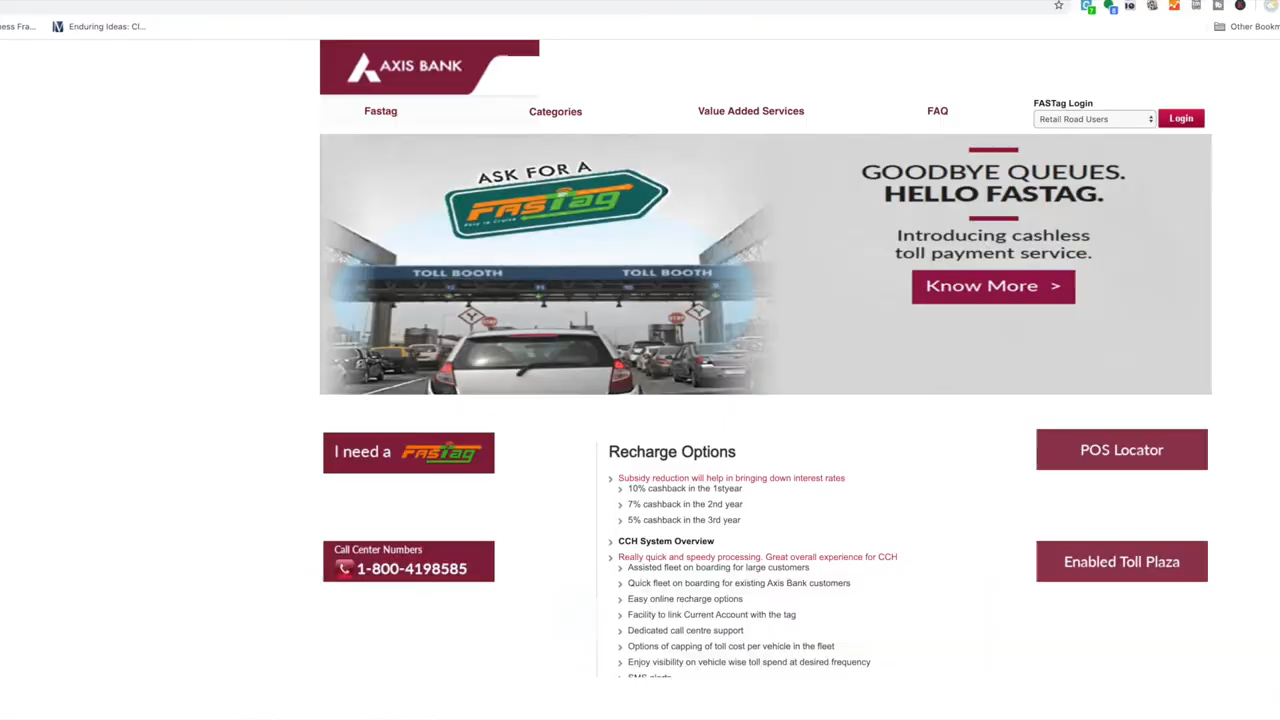 ess Fra...
Enduring Ideas: Cl...
Other Bookm
AXIS BANK
Fastag
Categories
Value Added Services
FAQ
FASTag Login
Retail Road Users
Login
ASK FOR A
FASTag
TOLL BOOTH TOLL BOOTH
GOODBYE QUEUES.
HELLO FASTAG.
Introducing cashless
toll payment service.
Know More >
I need a FASTag
Call Center Numbers
1-800-4198585
Recharge Options
Subsidy reduction will help in bringing down interest rates
10% cashback in the 1styear
7% cashback in the 2nd year
5% cashback in the 3rd year
CCH System Overview
Really quick and speedy processing. Great overall experience for CCH
Assisted fleet on boarding for large customers
Quick fleet on boarding for existing Axis Bank customers
Easy online recharge options
Facility to link Current Account with the tag
Dedicated call centre support
Options of capping of toll cost per vehicle in the fleet
Enjoy visibility on vehicle wise toll spend at desired frequency
SMS alerts
POS Locator
Enabled Toll Plaza